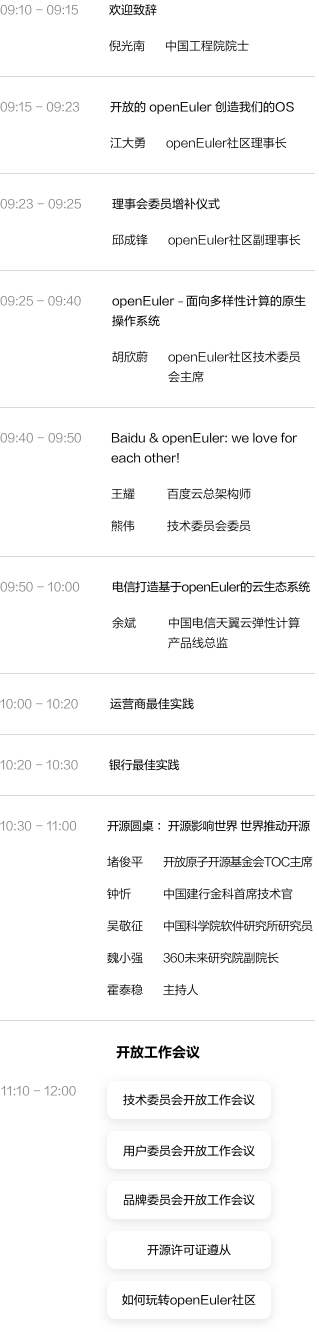 09:10 – 09:15 欢迎致辞
倪光南 中国工程院院士
09:15 – 09:23 开放的 openEuler 创造我们的OS
江大勇 openEuler社区理事长
09:23 – 09:25 理事会委员增补仪式
邱成锋 openEuler社区副理事长
09:25 – 09:40 openEuler - 面向多样性计算的原生
操作系统
胡欣蔚 openEuler社区技术委员
会主席
09:40 – 09:50 Baidu & openEuler: we love for
each other!
王耀 百度云总架构师
熊伟 技术委员会委员
09:50 – 10:00 电信打造基于openEuler的云生态系统
余斌 中国电信天翼云弹性计算
产品线总监
10:00 – 10:20 运营商最佳实践
10:20 – 10:30 银行最佳实践
10:30 – 11:00 开源圆桌： 开源影响世界 世界推动开源
堵俊平 开放原子开源基金会TOC主席
钟忻 中国建行金科首席技术官
吴敬征 中国科学院软件研究所研究员
魏小强 360未来研究院副院长
霍泰稳 主持人
开放工作会议
11:10 – 12:00 技术委员会开放工作会议
用户委员会开放工作会议
品牌委员会开放工作会议
开源许可证遵从
如何玩转openEuler社区